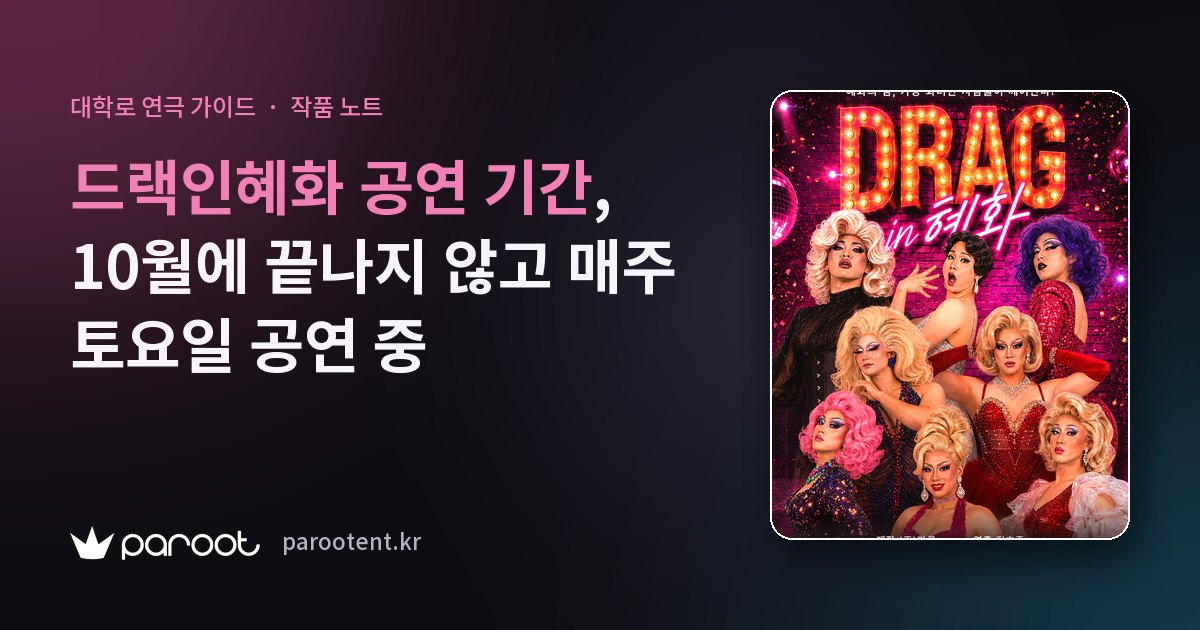 대학로 연극 가이드 · 작품 노트
드랙인혜화 공연 기간,
10월에 끝나지 않고 매주
토요일 공연 중
paroot
parootent.kr
DRAG
in 혜화